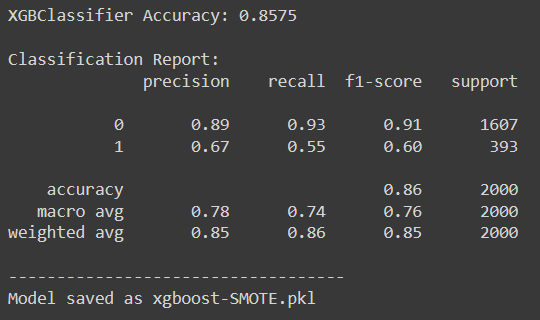 XGBClassifier Accuracy: 0.8575
Classification Report:
precision recall f1-score support
0 0.89 0.93 0.91 1607
1 0.67 0.55 0.60 393
accuracy 0.86 2000
macro avg 0.78 0.74 0.76 2000
weighted avg 0.85 0.86 0.85 2000
-----------------------------------
Model saved as xgboost-SMOTE.pkl